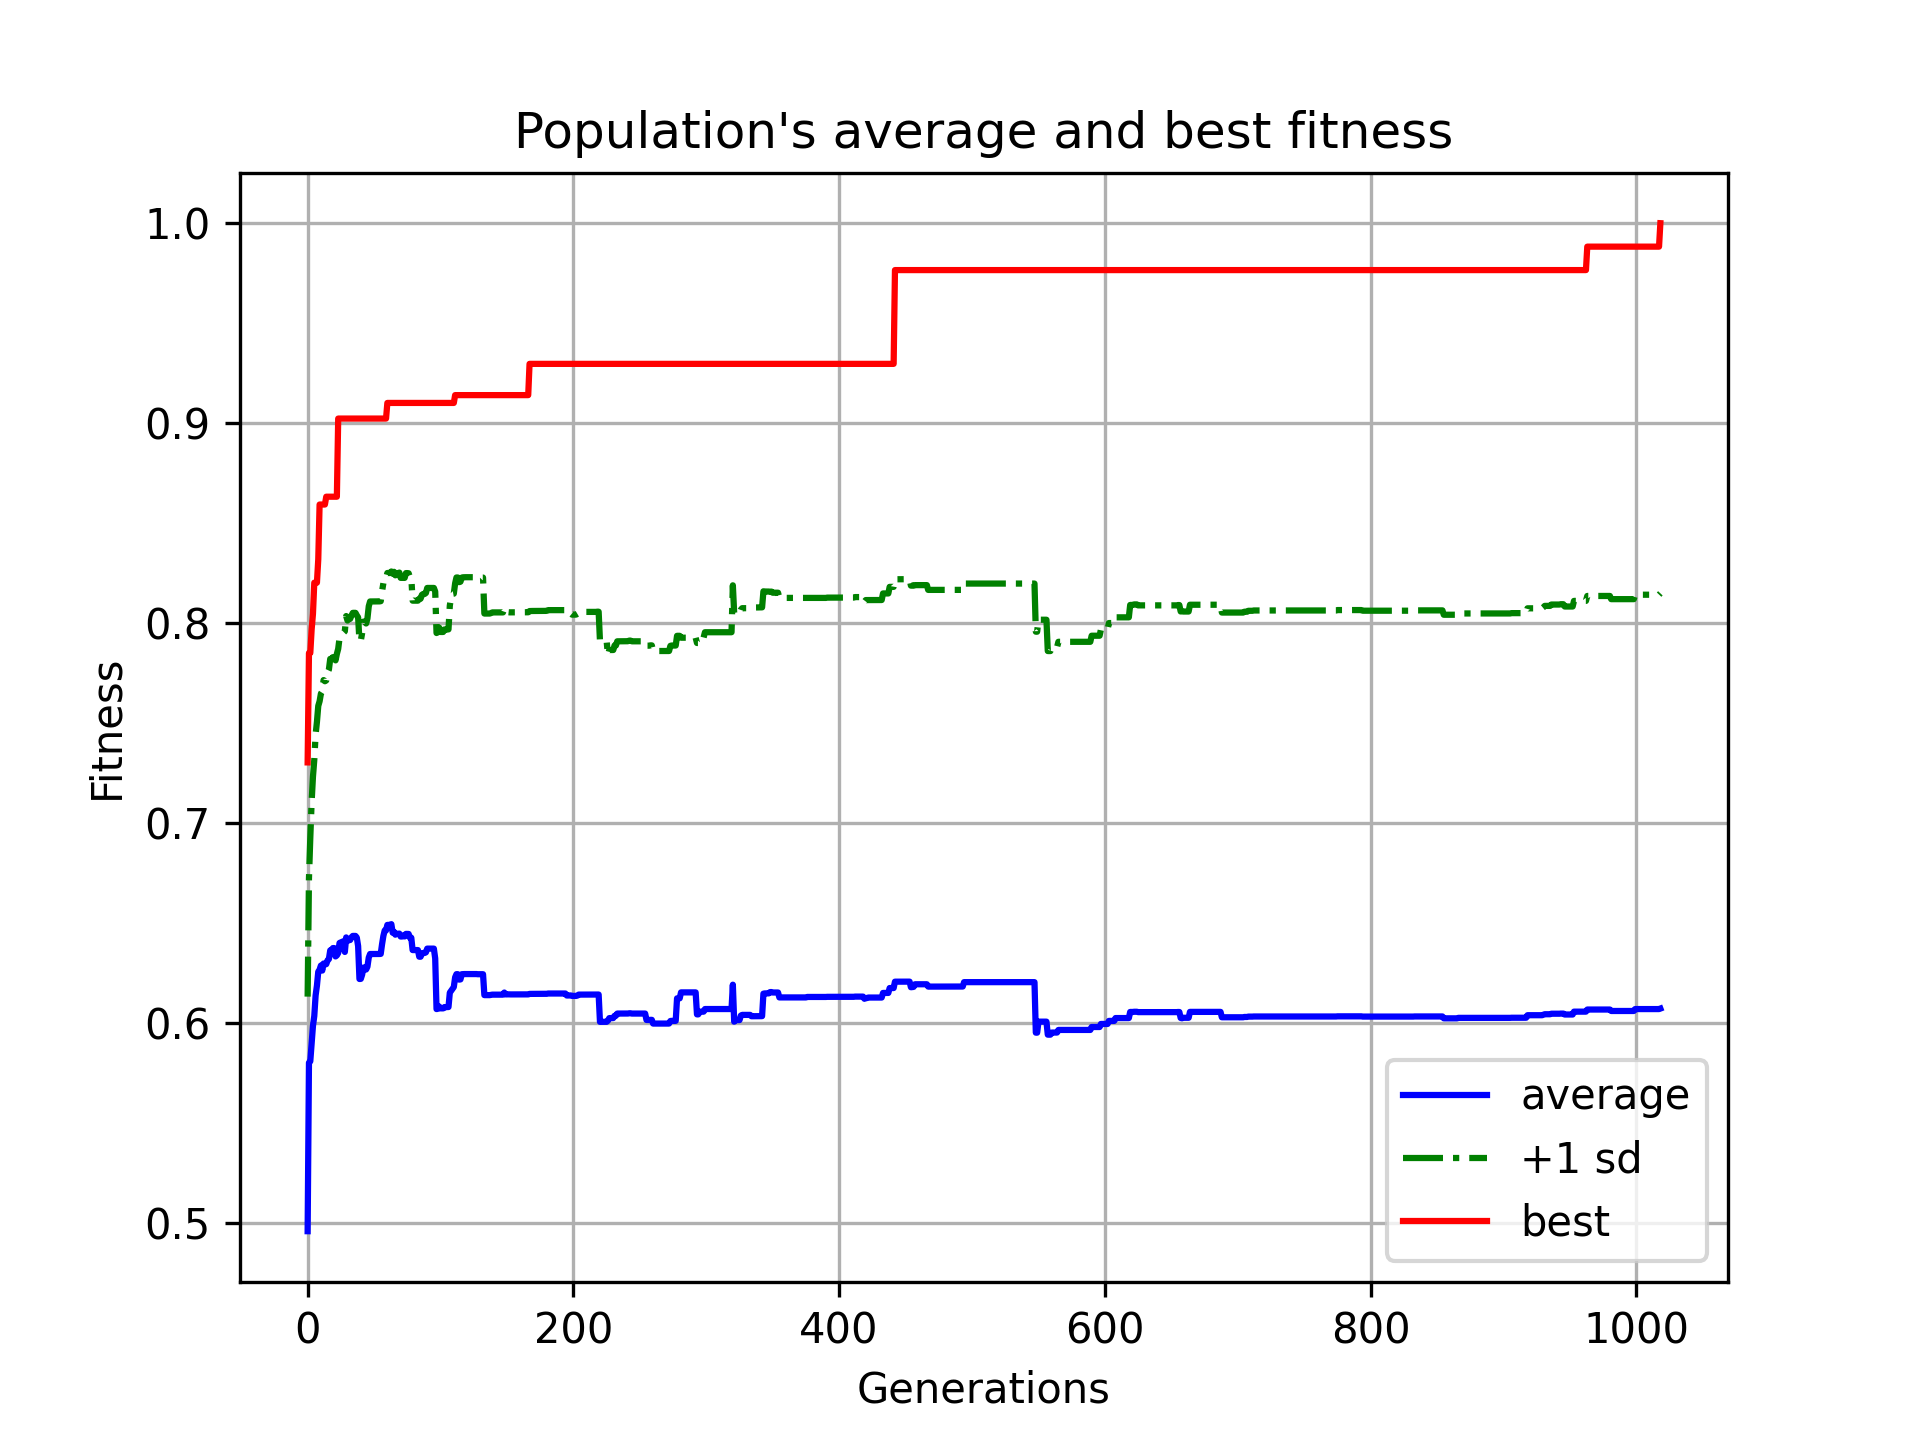 Population's average and best fitness
1.0
0.9
0.8
0.7
0.6
0.5
Fitness
0 200 400 600 800 1000
Generations
average
+1 sd
best